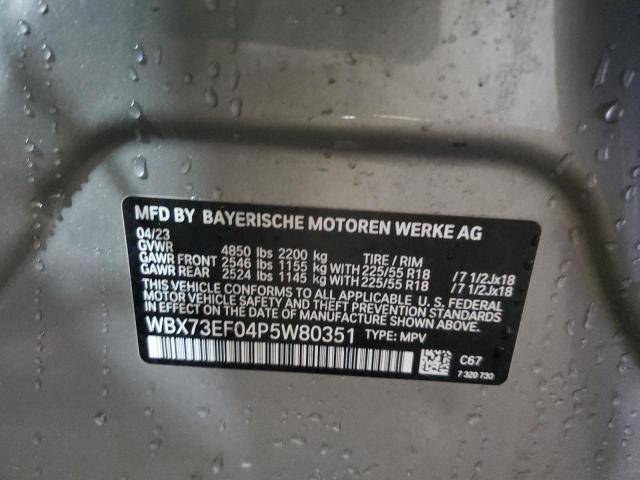 MFD BY BAYERISCHE MOTOREN WERKE AG
04/23
GVWR 4850 lbs 2200 kg TIRE / RIM
GAWR FRONT 2546 lbs 1155 kg WITH 225/55 R18 /7 1/2Jx18
GAWR REAR 2524 lbs 1145 kg WITH 225/55 R18 /7 1/2Jx18
THIS VEHICLE CONFORMS TO ALL APPLICABLE U.S. FEDERAL
MOTOR VEHICLE SAFETY AND THEFT PREVENTION STANDARDS
IN EFFECT ON THE DATE OF MANUFACTURE SHOWN ABOVE.
WBX73EF04P5W80351 TYPE: MPV
C67
7 320 730